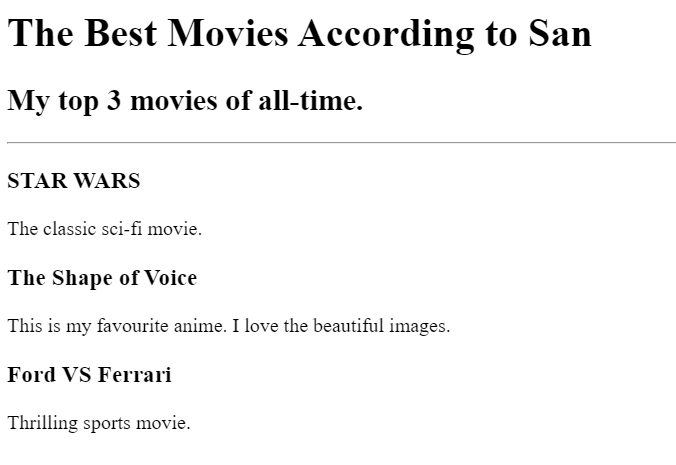 The Best Movies According to San
My top 3 movies of all-time.
STAR WARS
The classic sci-fi movie.
The Shape of Voice
This is my favourite anime. I love the beautiful images.
Ford VS Ferrari
Thrilling sports movie.